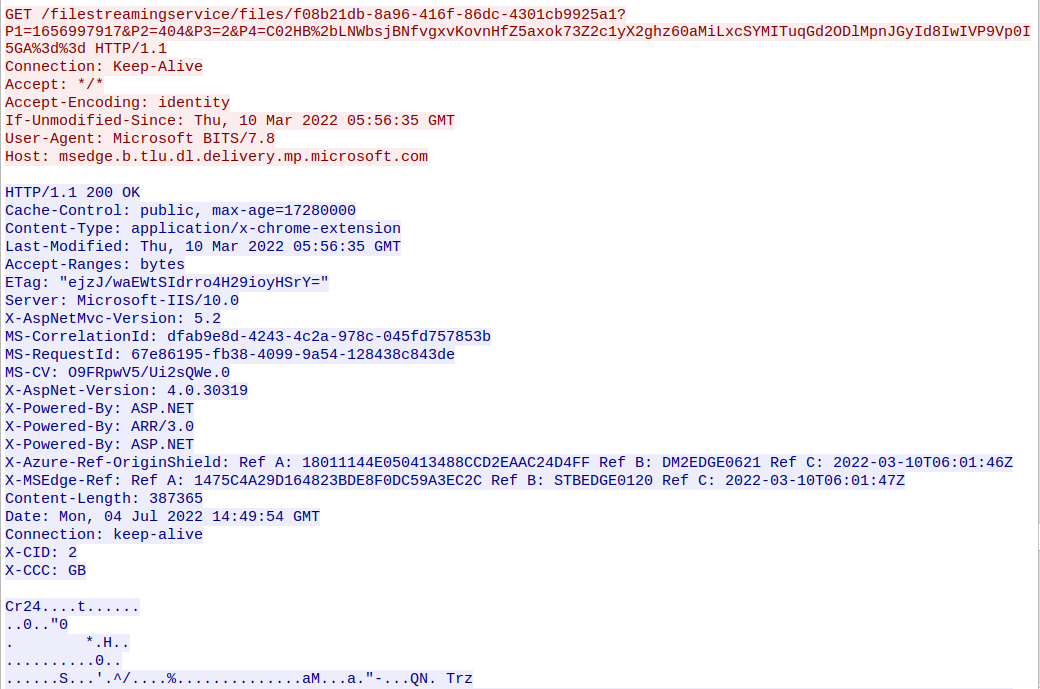 GET /filestreamingservice/files/f08b21db-8a96-416f-86dc-4301cb9925a1?
P1=1656997917&P2=404&P3=2&P4=C02HB%2bLNWbsjBNfvgxvKovnHfZ5axok73Z2c1yX2ghz60aMiLxcSYMITuqGd2ODlMpnJGyId8IwIVP9Vp0I
5GA%3d%3d HTTP/1.1
Connection: Keep-Alive
Accept: */*
Accept-Encoding: identity
If-Unmodified-Since: Thu, 10 Mar 2022 05:56:35 GMT
User-Agent: Microsoft BITS/7.8
Host: msedge.b.tlu.dl.delivery.mp.microsoft.com

HTTP/1.1 200 OK
Cache-Control: public, max-age=17280000
Content-Type: application/x-chrome-extension
Last-Modified: Thu, 10 Mar 2022 05:56:35 GMT
Accept-Ranges: bytes
ETag: "ejzJ/waEWtSIdrro4H29ioyHSrY="
Server: Microsoft-IIS/10.0
X-AspNetMvc-Version: 5.2
MS-CorrelationId: dfab9e8d-4243-4c2a-978c-045fd757853b
MS-RequestId: 67e86195-fb38-4099-9a54-128438c843de
MS-CV: O9FRpwV5/Ui2sQWe.0
X-AspNet-Version: 4.0.30319
X-Powered-By: ASP.NET
X-Powered-By: ARR/3.0
X-Powered-By: ASP.NET
X-Azure-Ref-OriginShield: Ref A: 18011144E050413488CCD2EAAC24D4FF Ref B: DM2EDGE0621 Ref C: 2022-03-10T06:01:46Z
X-MSEdge-Ref: Ref A: 1475C4A29D164823BDE8F0DC59A3EC2C Ref B: STBEDGE0120 Ref C: 2022-03-10T06:01:47Z
Content-Length: 387365
Date: Mon, 04 Jul 2022 14:49:54 GMT
Connection: keep-alive
X-CID: 2
X-CCC: GB

Cr24....t......
..0.."0
.        *.H..
..........0..
......S...'.^/....%..............aM...a."-...QN. Trz